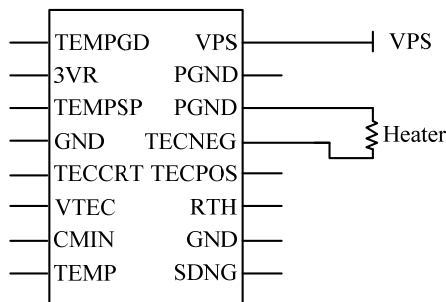 TEMPGD VPS VPS
3VR PGND
TEMPSP PGND
GND TECNEG Heater
TECCRT TECPOS
VTEC RTH
CMIN GND
TEMP SDNG